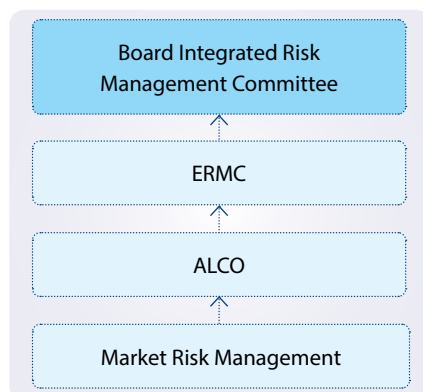 Board Integrated Risk
Management Committee
ERMC
ALCO
Market Risk Management